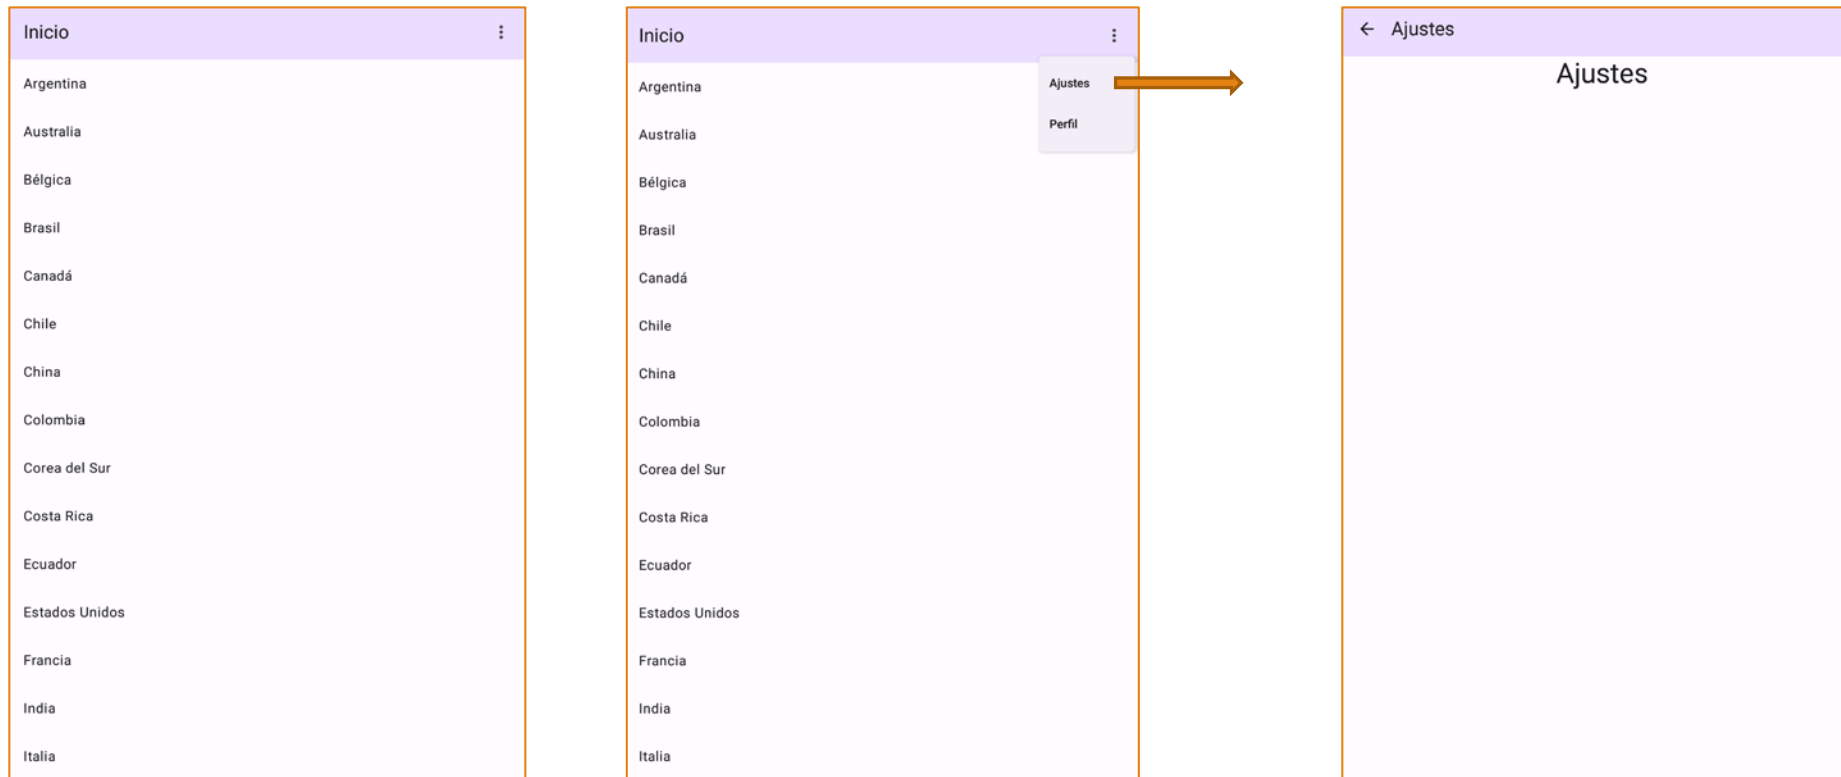 Inicio
Argentina
Australia
Bélgica
Brasil
Canadá
Chile
China
Colombia
Corea del Sur
Costa Rica
Ecuador
Estados Unidos
Francia
India
Italia
Inicio
Ajustes
Perfil
Argentina
Australia
Bélgica
Brasil
Canadá
Chile
China
Colombia
Corea del Sur
Costa Rica
Ecuador
Estados Unidos
Francia
India
Italia
Ajustes
Ajustes